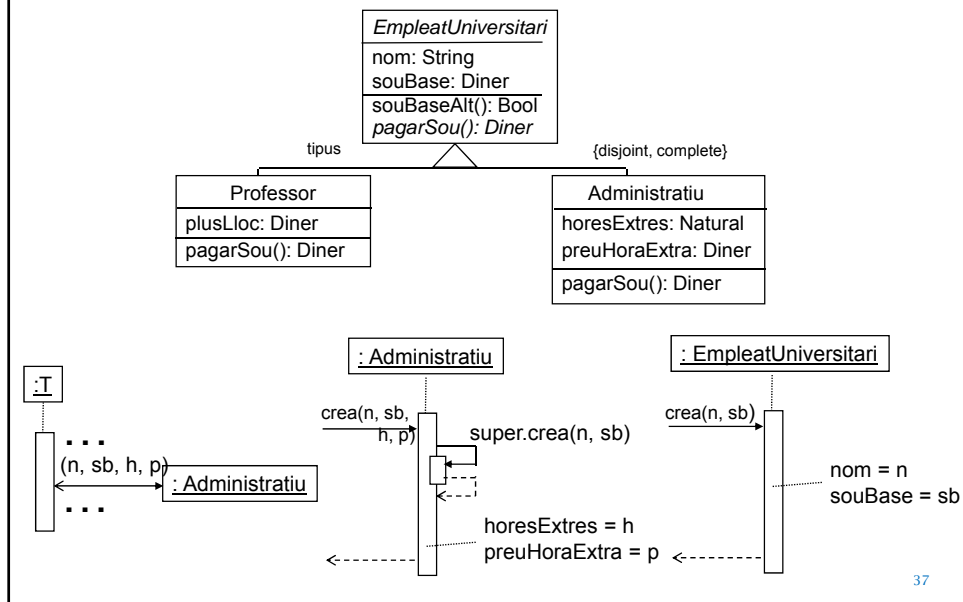 EmpleatUniversitari
nom: String
souBase: Diner
souBaseAlt(): Bool
pagarSou(): Diner
tipus
{disjoint, complete}
Professor
plusLloc: Diner
pagarSou(): Diner
Administratiu
horesExtres: Natural
preuHoraExtra: Diner
pagarSou(): Diner
:T
...
(n, sb, h, p)
: Administratiu
...
: Administratiu
crea(n, sb,
h, p)
super.crea(n, sb)
horesExtres = h
preuHoraExtra = p
: EmpleatUniversitari
crea(n, sb)
nom = n
souBase = sb
37